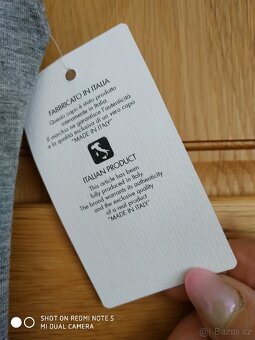 FABBRICATO IN ITALIA
Questo capo è stato prodotto
interamente in Italia.
Il marchio ne garantisce l'autenticità
e la qualità esclusiva di un vero capo
"MADE IN ITALY"
ITALIAN PRODUCT
This article has been
fully produced in Italy.
The brand warrants its authenticity
and the exclusive quality
of a real product
"MADE IN ITALY"
SHOT ON REDMI NOTE 5
MI DUAL CAMERA
sbazar.cz